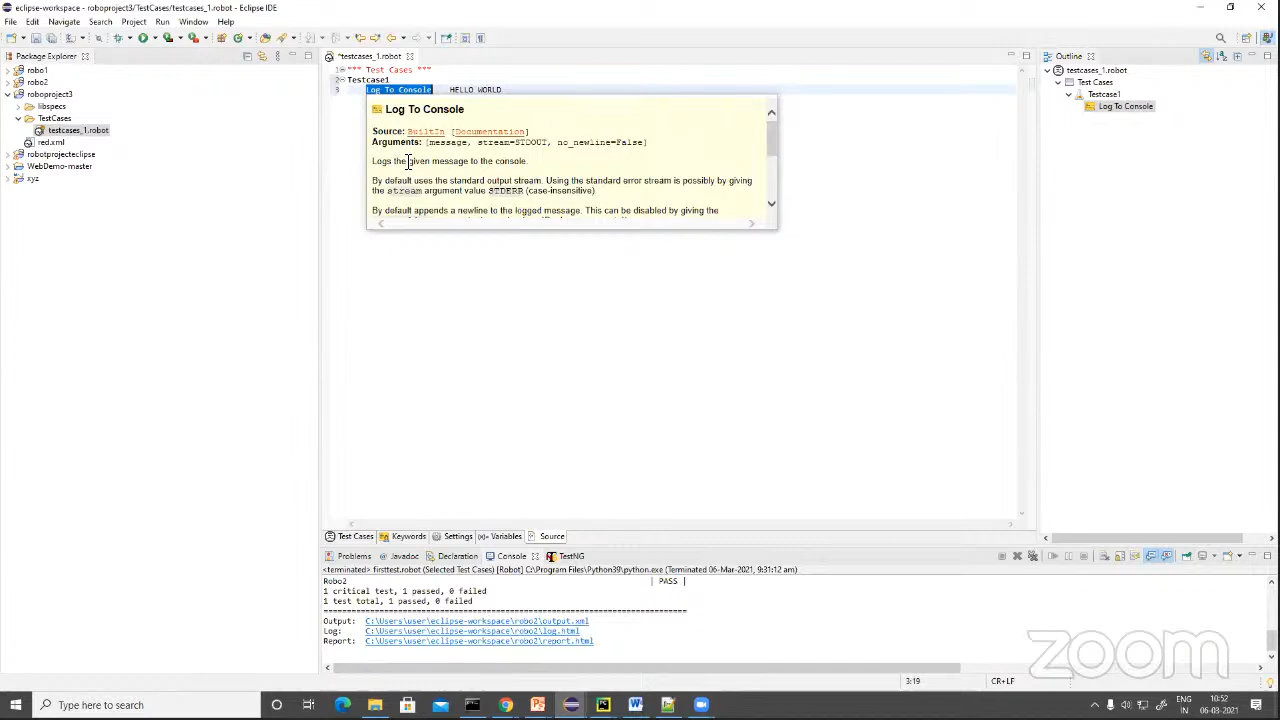 eclipse-workspace - roboproject3/TestCases/testcases_1.robot - Eclipse IDE
File Edit Navigate Search Project Run Window Help
Package Explorer
*testcases_1.robot
Outline
robo1
robo2
roboproject3
libspecs
TestCases
testcases_1.robot
red.xml
robotprojecteclipse
WebDemo-master
xyz
1 *** Test Cases ***
2 Testcase1
3 Log To Console HELLO WORLD
Log To Console
Source: BuiltIn [Documentation]
Arguments: [message, stream=STDOUT, no_newline=False]
Logs the given message to the console.
By default uses the standard output stream. Using the standard error stream is possibly by giving
the stream argument value STDERR (case-insensitive).
By default appends a newline to the logged message. This can be disabled by giving the
testcases_1.robot
Test Cases
Testcase1
Log To Console
Test Cases Keywords Settings Variables Source
Problems Javadoc Declaration Console TestNG
<terminated> firsttest.robot (Selected Test Cases) [Robot] C:\Program Files\Python39\python.exe (Terminated 06-Mar-2021, 9:31:12 am)
Robo2 | PASS |
1 critical test, 1 passed, 0 failed
1 test total, 1 passed, 0 failed
==============================================================================
Output: C:\Users\user\eclipse-workspace\robo2\output.xml
Log: C:\Users\user\eclipse-workspace\robo2\log.html
Report: C:\Users\user\eclipse-workspace\robo2\report.html
zoom
3:19 CR+LF
Type here to search
ENG
IN
10:52
06-08-2021